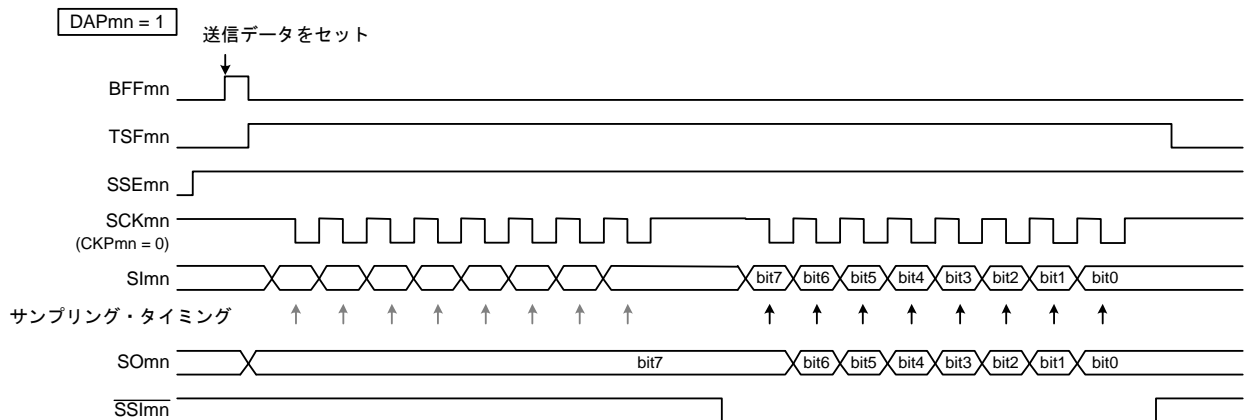 DAPmn = 1
送信データをセット
BFFmn
TSFmn
SSEmn
SCKmn
(CKPmn = 0)
SImn
bit7 bit6 bit5 bit4 bit3 bit2 bit1 bit0
サンプリング・タイミング
SOmn
bit7 bit6 bit5 bit4 bit3 bit2 bit1 bit0
SSImn